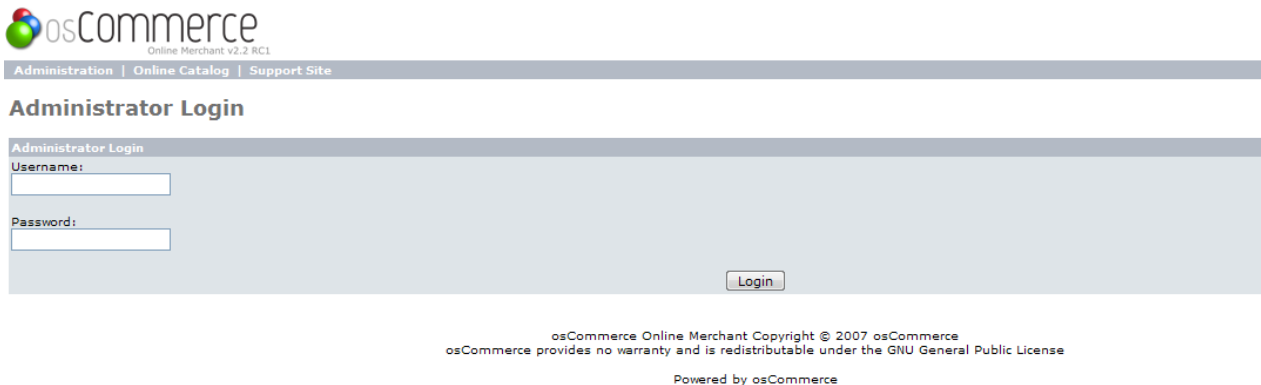 osCommerce
Online Merchant v2.2 RC1
Administration | Online Catalog | Support Site
Administrator Login
Administrator Login
Username:
Password:
Login
osCommerce Online Merchant Copyright © 2007 osCommerce
osCommerce provides no warranty and is redistributable under the GNU General Public License
Powered by osCommerce